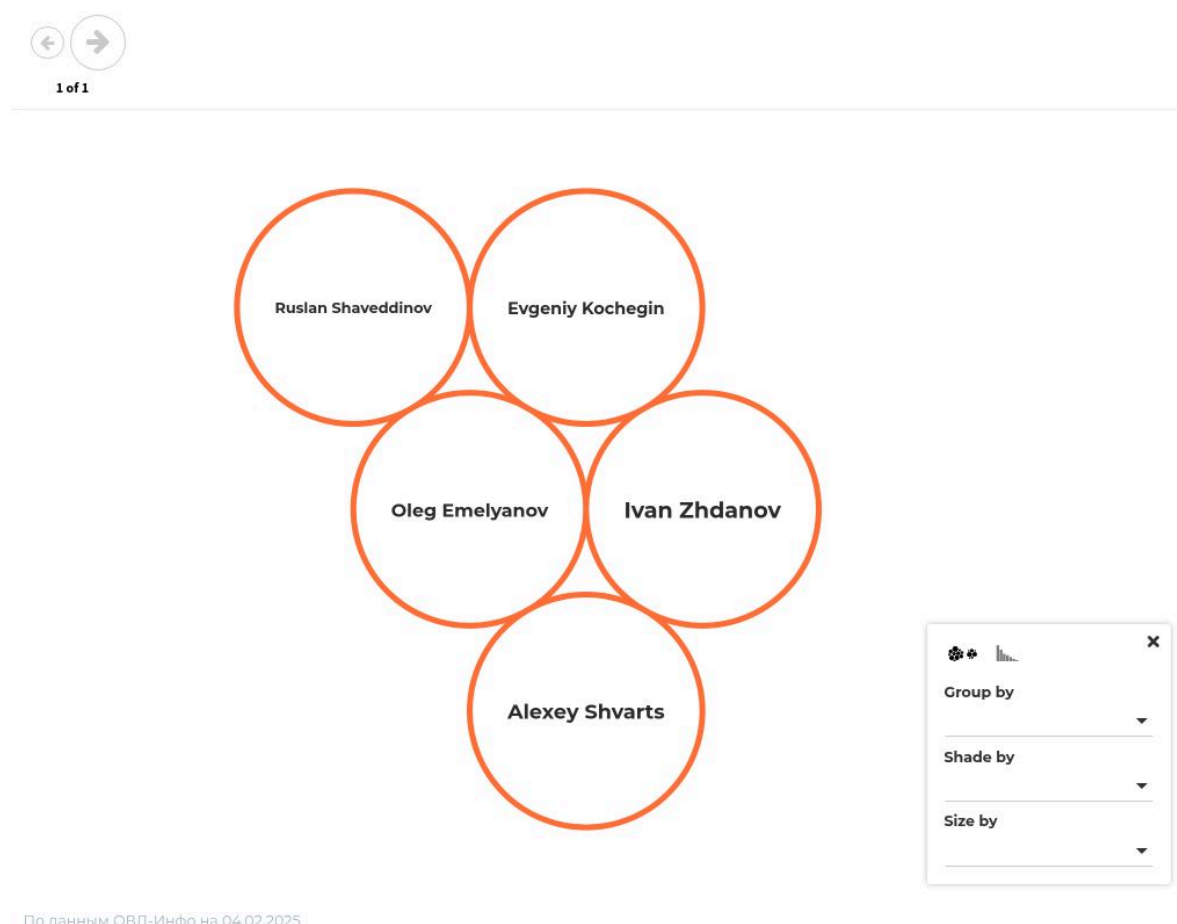 1 of 1
Ruslan Shaveddinov
Evgeniy Kochegin
Oleg Emelyanov
Ivan Zhdanov
Alexey Shvarts
Group by
Shade by
Size by
По данным ОВД-Инфо на 04.02.2025